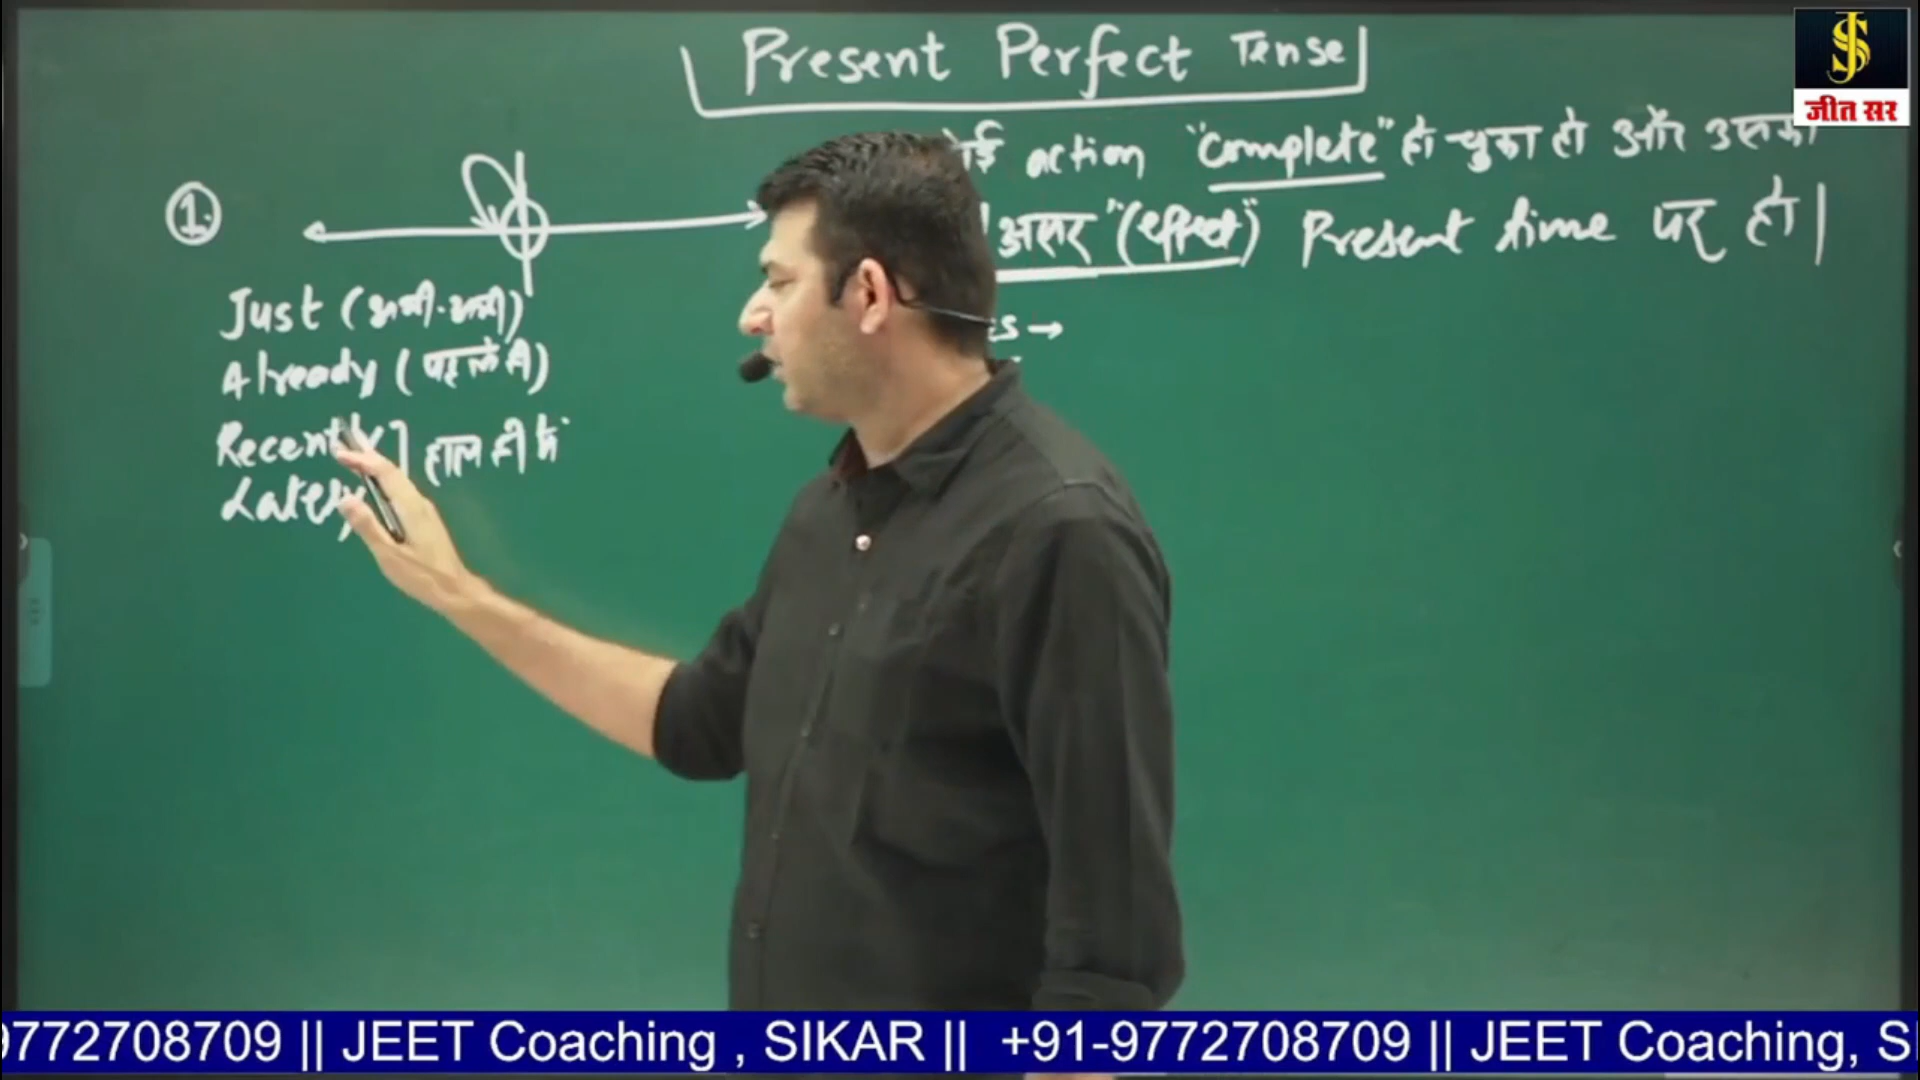 Present Perfect Tense
जीत सर
action "complete" हो चुका हो और उसका
1.
असर "(effect)" Present time पर हो।
Just (अभी-अभी)
Already (पहले से)
Recently ] हाल ही में
Lately
9772708709 || JEET Coaching , SIKAR || +91-9772708709 || JEET Coaching, S